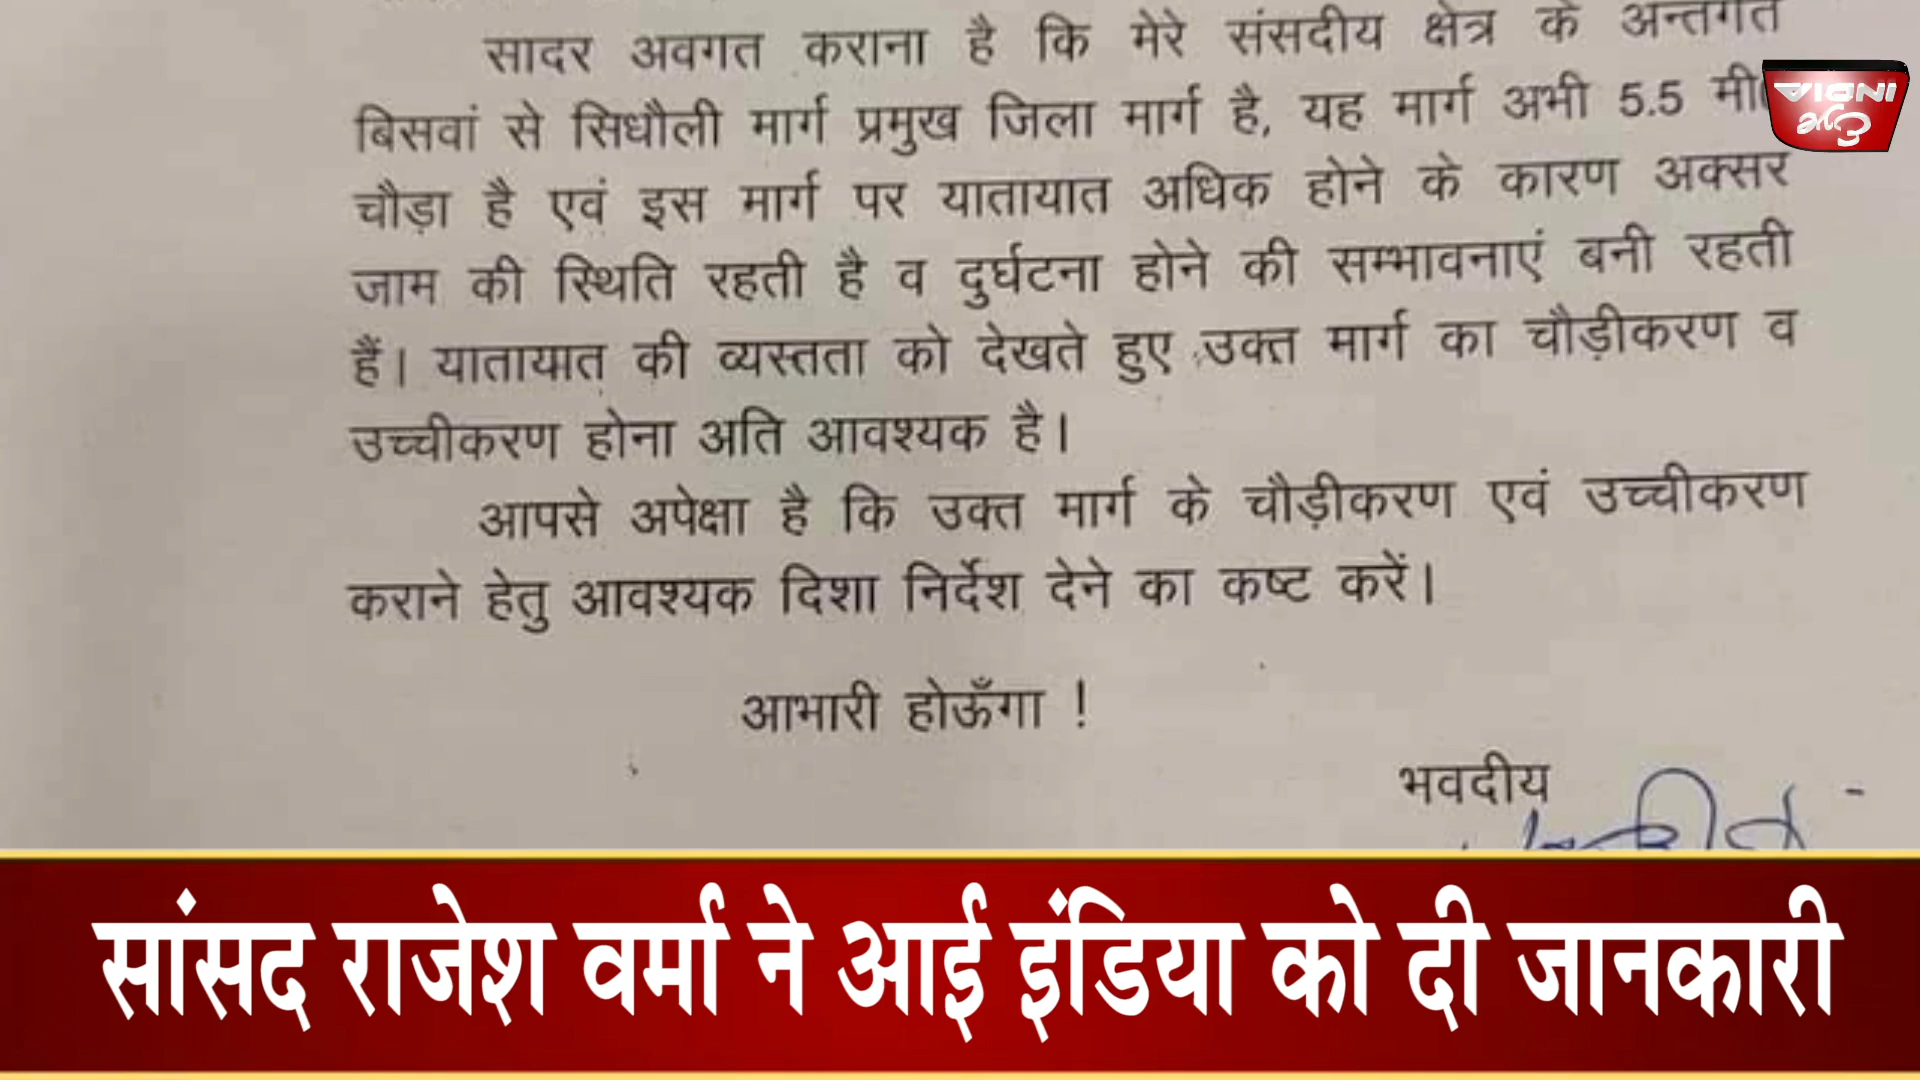 सादर अवगत कराना है कि मेरे संसदीय क्षेत्र के अन्तर्गत
बिसवां से सिधौली मार्ग प्रमुख जिला मार्ग है, यह मार्ग अभी 5.5 मी0
चौड़ा है एवं इस मार्ग पर यातायात अधिक होने के कारण अक्सर
जाम की स्थिति रहती है व दुर्घटना होने की सम्भावनाएं बनी रहती
हैं। यातायात की व्यस्तता को देखते हुए उक्त मार्ग का चौड़ीकरण व
उच्चीकरण होना अति आवश्यक है।
आपसे अपेक्षा है कि उक्त मार्ग के चौड़ीकरण एवं उच्चीकरण
कराने हेतु आवश्यक दिशा निर्देश देने का कष्ट करें।
आभारी होऊँगा !
भवदीय
सांसद राजेश वर्मा ने आई इंडिया को दी जानकारी